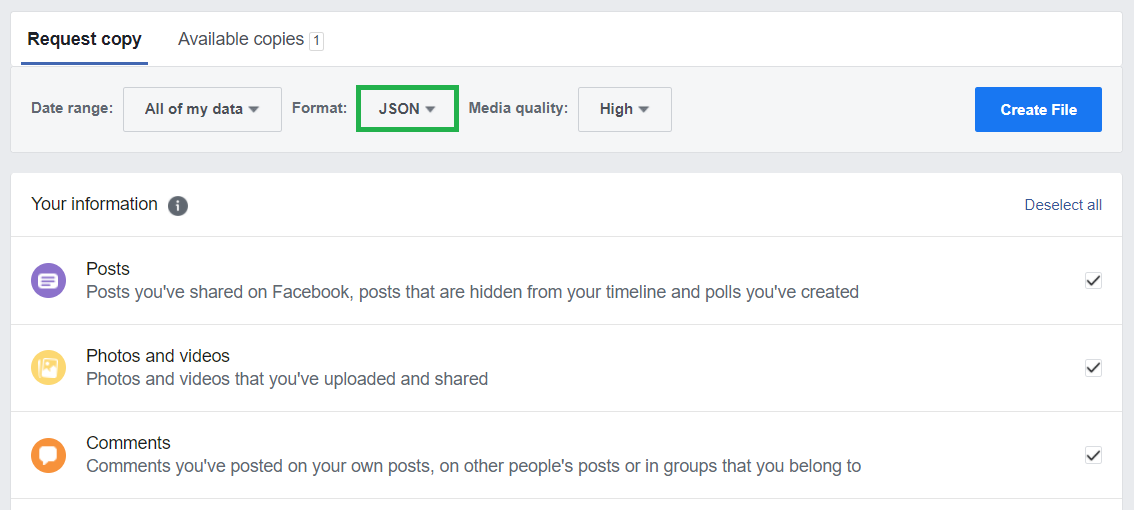 Request copy Available copies 1
Date range: All of my data Format: JSON Media quality: High Create File
Your information i Deselect all
Posts
Posts you've shared on Facebook, posts that are hidden from your timeline and polls you've created
Photos and videos
Photos and videos that you've uploaded and shared
Comments
Comments you've posted on your own posts, on other people's posts or in groups that you belong to